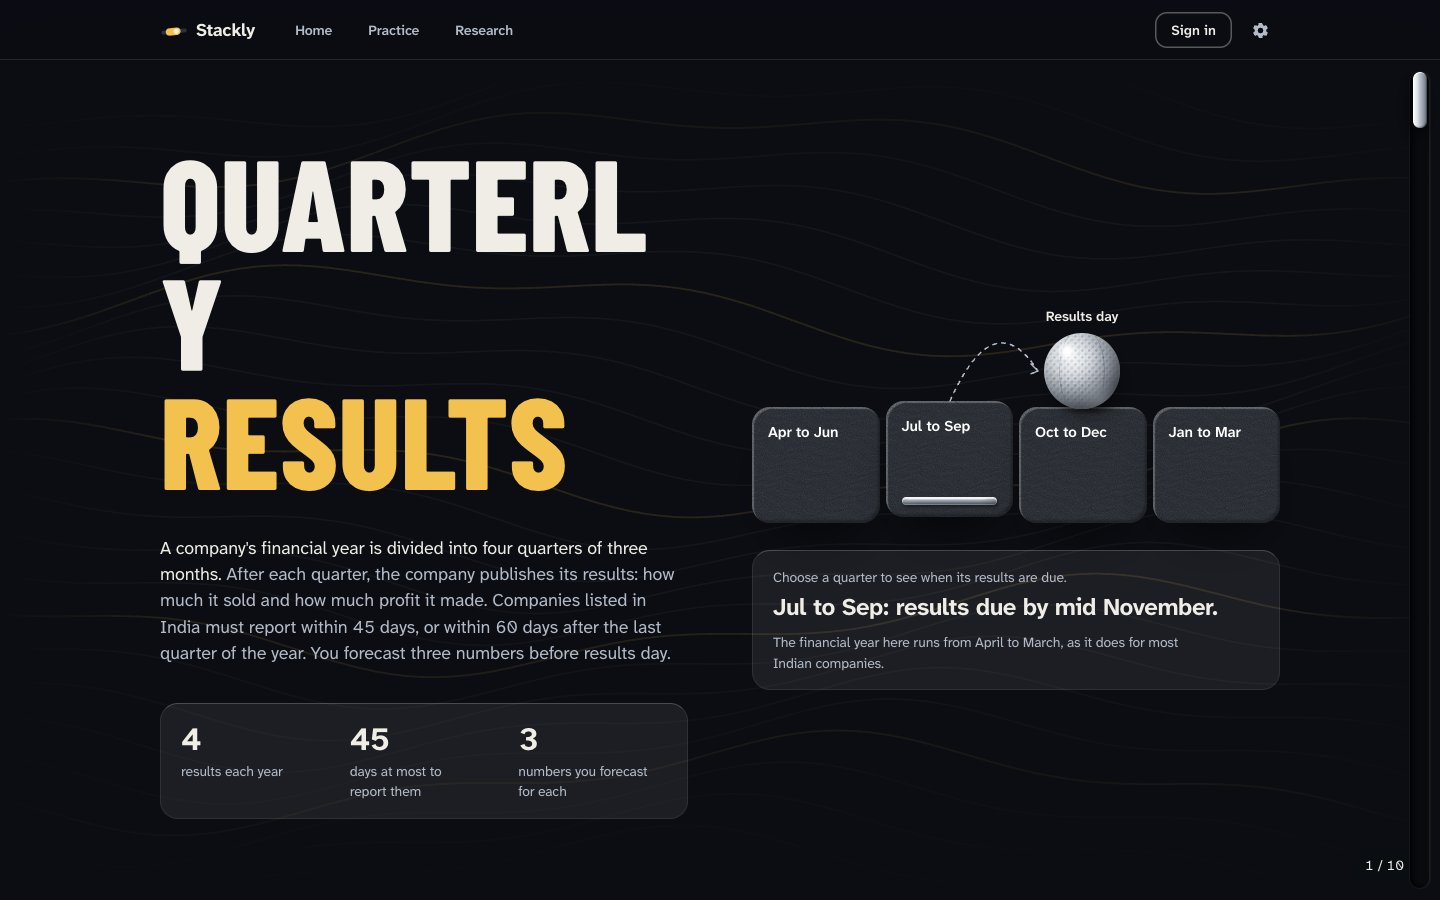 Stackly
Home
Practice
Research
Sign in
QUARTERL
Y
RESULTS
A company's financial year is divided into four quarters of three
months. After each quarter, the company publishes its results: how
much it sold and how much profit it made. Companies listed in
India must report within 45 days, or within 60 days after the last
quarter of the year. You forecast three numbers before results day.
4
results each year
45
days at most to
report them
3
numbers you forecast
for each
Results day
Apr to Jun
Jul to Sep
Oct to Dec
Jan to Mar
Choose a quarter to see when its results are due.
Jul to Sep: results due by mid November.
The financial year here runs from April to March, as it does for most
Indian companies.
1 / 10